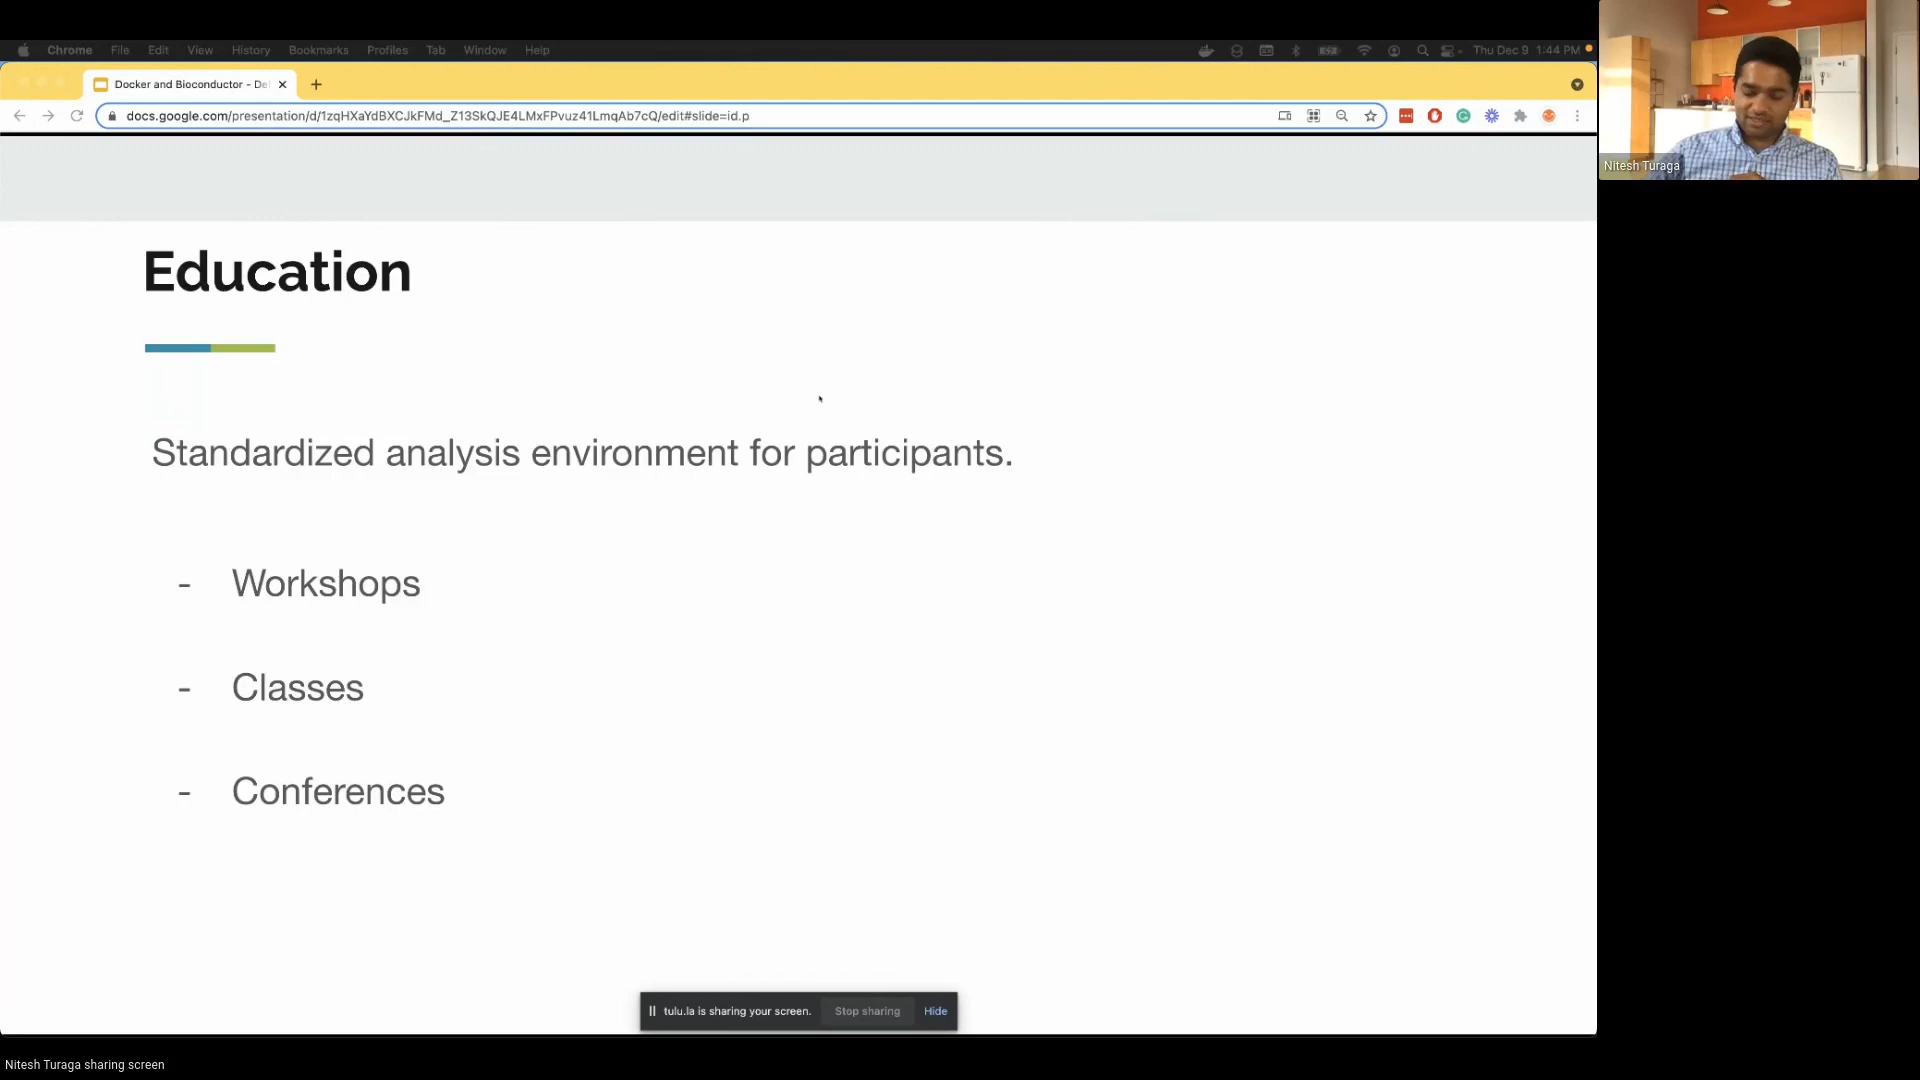 Chrome File Edit View History Bookmarks Profiles Tab Window Help
Thu Dec 9 1:44 PM
Docker and Bioconductor - De
docs.google.com/presentation/d/1zqHXaYdBXCJkFMd_Z13SkQJE4LMxFPvuz41LmqAb7cQ/edit#slide=id.p
Nitesh Turaga
Education
Standardized analysis environment for participants.
- Workshops
- Classes
- Conferences
tulu.la is sharing your screen. Stop sharing Hide
Nitesh Turaga sharing screen